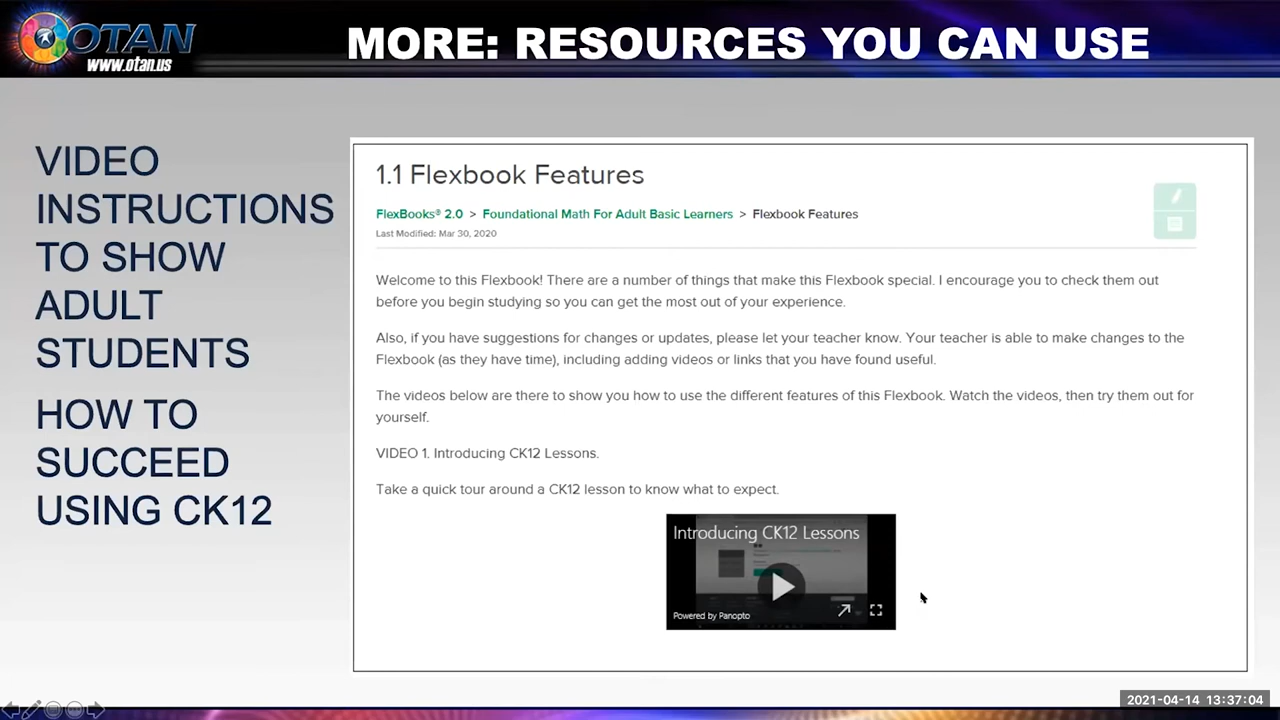 OTAN
www.otan.us
MORE: RESOURCES YOU CAN USE
VIDEO
INSTRUCTIONS
TO SHOW
ADULT
STUDENTS
HOW TO
SUCCEED
USING CK12
1.1 Flexbook Features
FlexBooks® 2.0 > Foundational Math For Adult Basic Learners > Flexbook Features
Last Modified: Mar 30, 2020
Welcome to this Flexbook! There are a number of things that make this Flexbook special. I encourage you to check them out
before you begin studying so you can get the most out of your experience.
Also, if you have suggestions for changes or updates, please let your teacher know. Your teacher is able to make changes to the
Flexbook (as they have time), including adding videos or links that you have found useful.
The videos below are there to show you how to use the different features of this Flexbook. Watch the videos, then try them out for
yourself.
VIDEO 1. Introducing CK12 Lessons.
Take a quick tour around a CK12 lesson to know what to expect.
Introducing CK12 Lessons
Powered by Panopto
2021-04-14 13:37:04